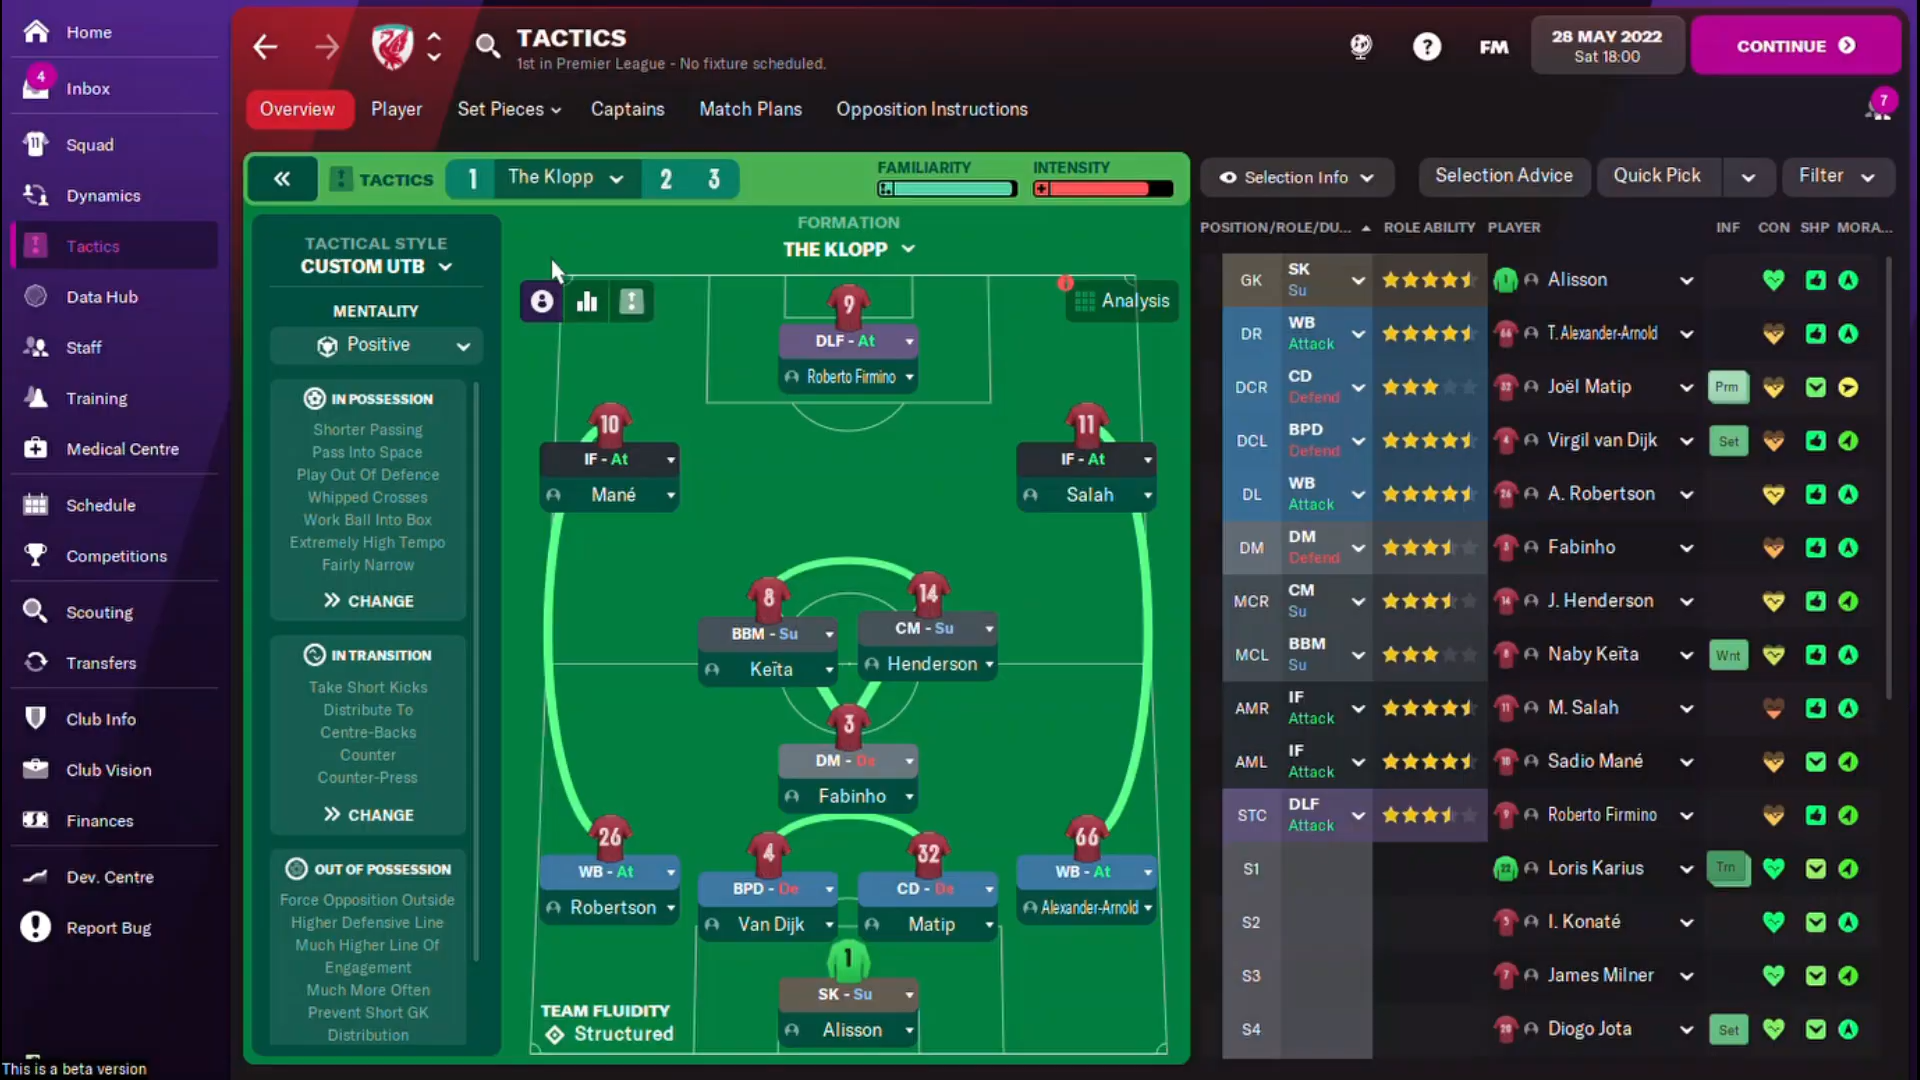 Home
4
Inbox
Squad
Dynamics
Tactics
Data Hub
Staff
Training
Medical Centre
Schedule
Competitions
Scouting
Transfers
Club Info
Club Vision
Finances
Dev. Centre
Report Bug
This is a beta version
TACTICS
1st in Premier League - No fixture scheduled.
FM
28 MAY 2022
Sat 18:00
CONTINUE
Overview
Player
Set Pieces
Captains
Match Plans
Opposition Instructions
7
TACTICS
1
The Klopp
2
3
FAMILIARITY
INTENSITY
TACTICAL STYLE
CUSTOM UTB
MENTALITY
Positive
IN POSSESSION
Shorter Passing
Pass Into Space
Play Out Of Defence
Whipped Crosses
Work Ball Into Box
Extremely High Tempo
Fairly Narrow
CHANGE
IN TRANSITION
Take Short Kicks
Distribute To
Centre-Backs
Counter
Counter-Press
CHANGE
OUT OF POSSESSION
Force Opposition Outside
Higher Defensive Line
Much Higher Line Of
Engagement
Much More Often
Prevent Short GK
Distribution
FORMATION
THE KLOPP
Analysis
9
DLF - At
Roberto Firmino
10
IF - At
Mané
11
IF - At
Salah
8
BBM - Su
Keïta
14
CM - Su
Henderson
3
DM - De
Fabinho
26
WB - At
Robertson
4
BPD - De
Van Dijk
32
CD - De
Matip
66
WB - At
Alexander-Arnold
1
SK - Su
Alisson
TEAM FLUIDITY
Structured
Selection Info
Selection Advice
Quick Pick
Filter
POSITION/ROLE/DU... ROLE ABILITY PLAYER INF CON SHP MORA...
GK SK Su Alisson
DR WB Attack T. Alexander-Arnold
DCR CD Defend Joël Matip Prm
DCL BPD Defend Virgil van Dijk Set
DL WB Attack A. Robertson
DM DM Defend Fabinho
MCR CM Su J. Henderson
MCL BBM Su Naby Keïta Wnt
AMR IF Attack M. Salah
AML IF Attack Sadio Mané
STC DLF Attack Roberto Firmino
S1 Loris Karius Trn
S2 I. Konaté
S3 James Milner
S4 Diogo Jota Set